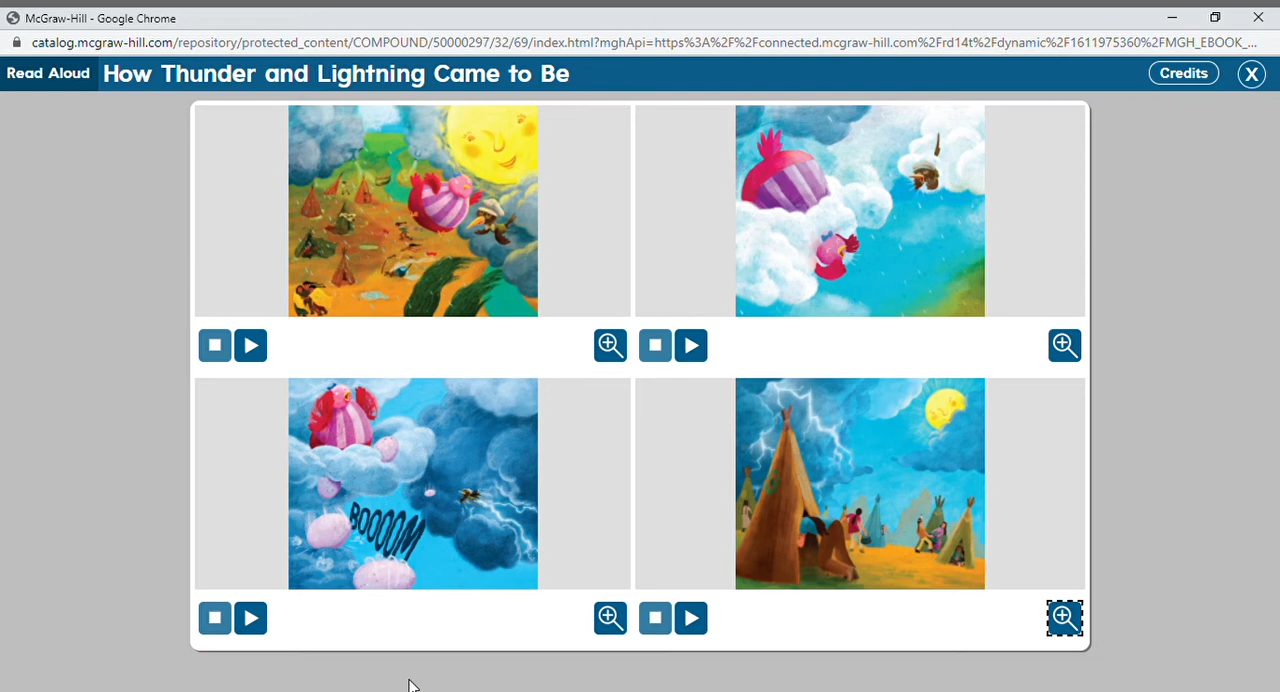 McGraw-Hill - Google Chrome
catalog.mcgraw-hill.com/repository/protected_content/COMPOUND/50000297/32/69/index.html?mghApi=https%3A%2F%2Fconnected.mcgraw-hill.com%2Frd14t%2Fdynamic%2F1611975360%2FMGH_EBOOK_...
Read Aloud How Thunder and Lightning Came to Be Credits X
BOOOOM